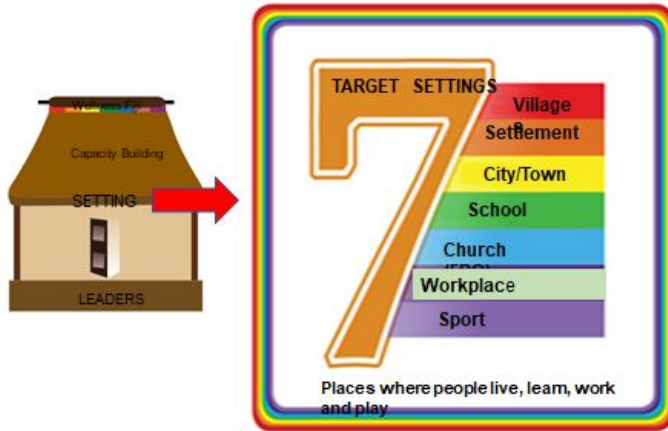 Wellness
Capacity Building
SETTING
LEADERS
7
TARGET SETTINGS
Village
Settlement
City/Town
School
Church
Workplace
Sport
Places where people live, learn, work
and play